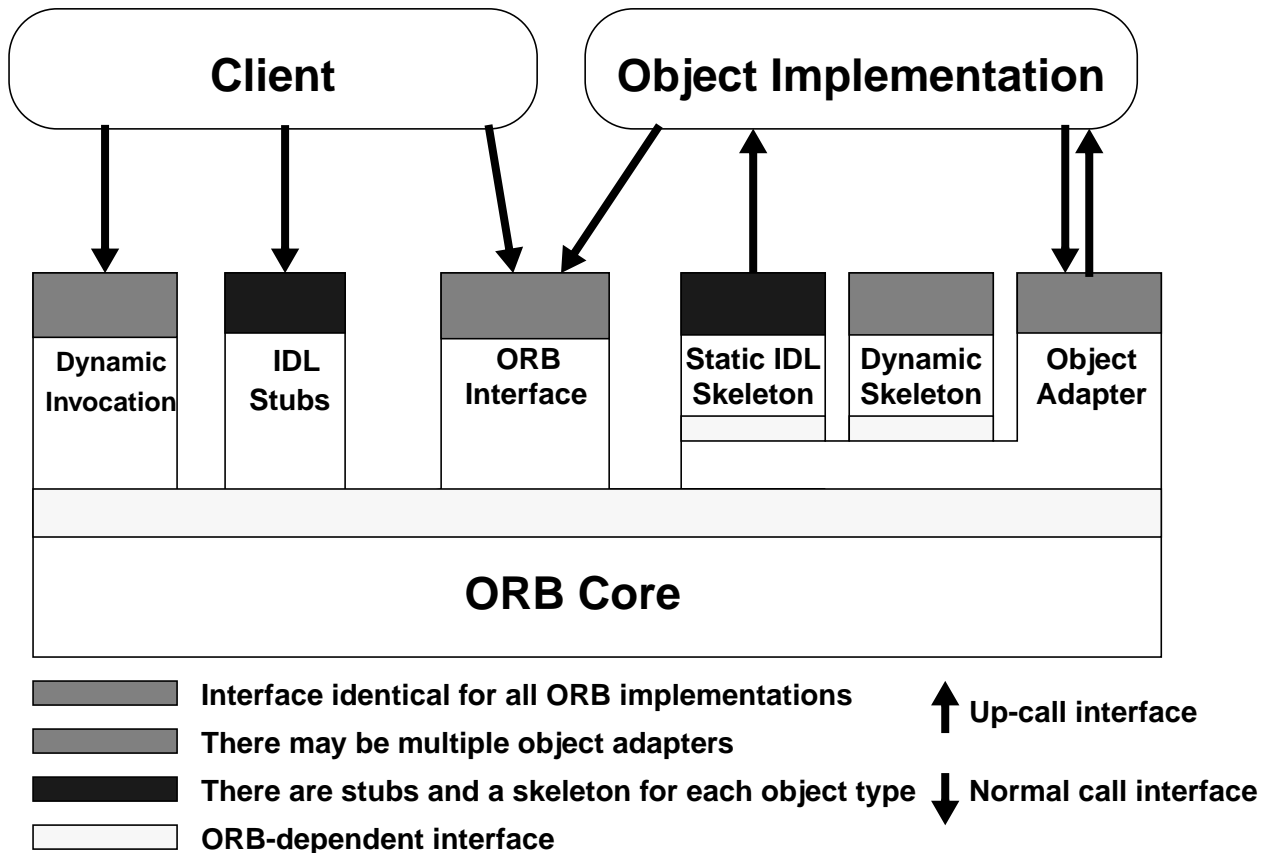 Client
Object Implementation
Dynamic
Invocation
IDL
Stubs
ORB
Interface
Static IDL
Skeleton
Dynamic
Skeleton
Object
Adapter
ORB Core
Interface identical for all ORB implementations
There may be multiple object adapters
There are stubs and a skeleton for each object type
ORB-dependent interface
Up-call interface
Normal call interface